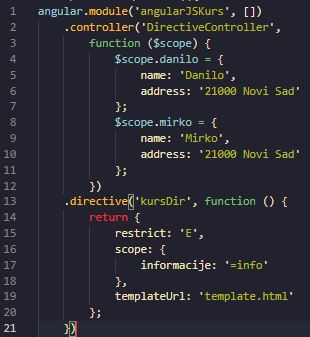 1 angular.module('angularJSKurs', [])
2     .controller('DirectiveController',
3         function ($scope) {
4             $scope.danilo = {
5                 name: 'Danilo',
6                 address: '21000 Novi Sad'
7             };
8             $scope.mirko = {
9                 name: 'Mirko',
10                 address: '21000 Novi Sad'
11             };
12         })
13     .directive('kursDir', function () {
14         return {
15             restrict: 'E',
16             scope: {
17                 informacije: '=info'
18             },
19             templateUrl: 'template.html'
20         };
21     })